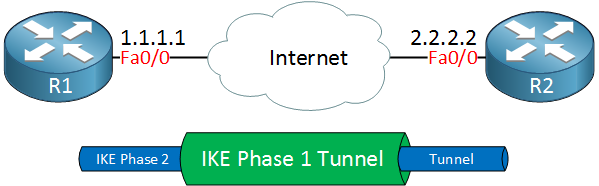 1.1.1.1
2.2.2.2
Fa0/0
Internet
Fa0/0
R1
R2
IKE Phase 2
IKE Phase 1 Tunnel
Tunnel